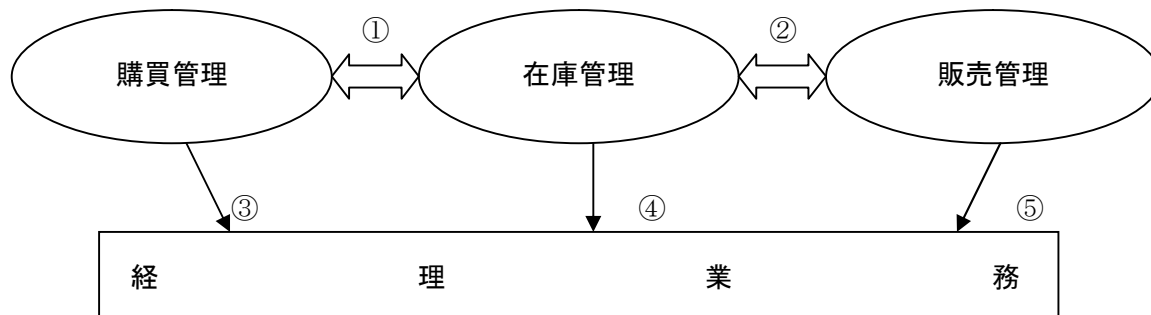 ① ②
購買管理 在庫管理 販売管理
③ ④ ⑤
経 理 業 務